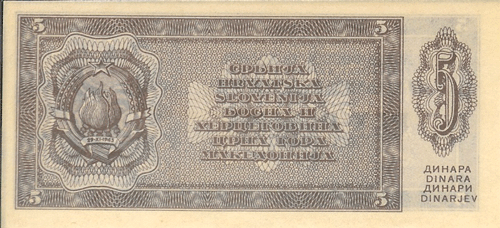 5
5
СРБИЈА
HRVATSKA
SLOVENIJA
БОСНА И
ХЕРЦЕГОВИНА
ЦРНА ГОРА
МАКЕДОНИЈА
5
ДИНАРА
DINARA
ДИНАРИ
DINARJEV
5
5